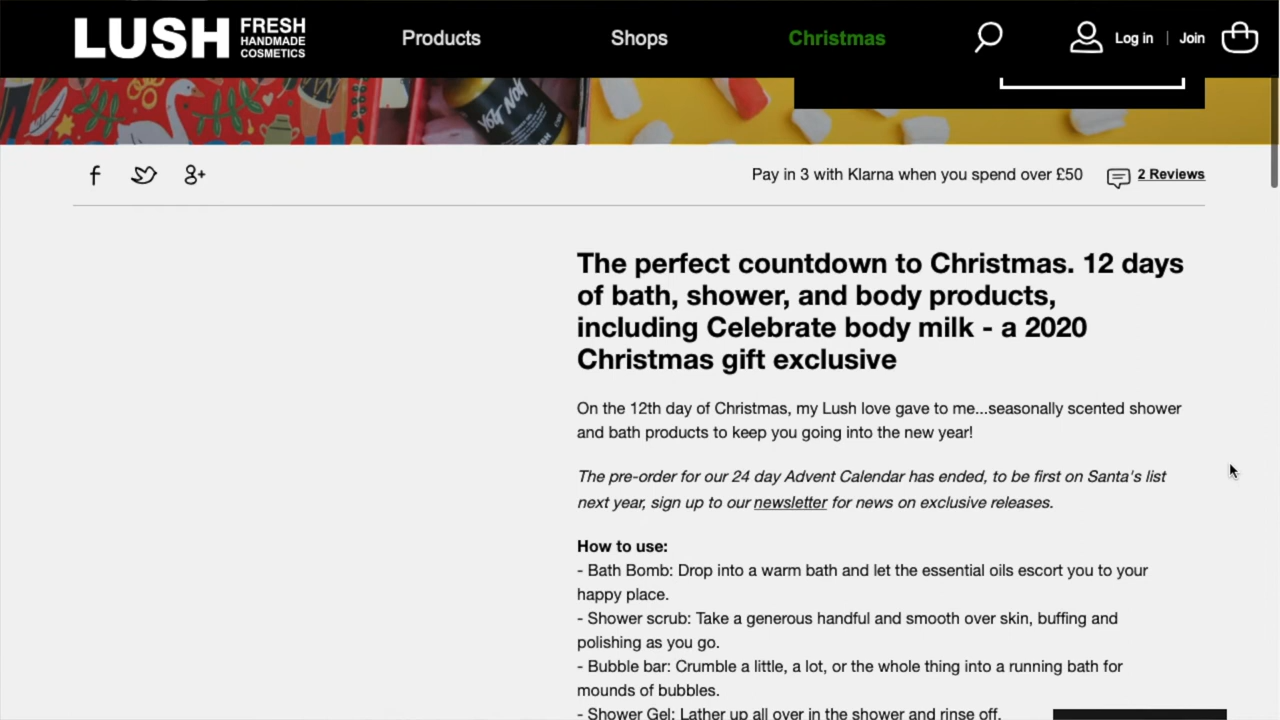 LUSH FRESH
HANDMADE
COSMETICS
Products
Shops
Christmas
Log in | Join
YOG NOG
Pay in 3 with Klarna when you spend over £50
2 Reviews
The perfect countdown to Christmas. 12 days
of bath, shower, and body products,
including Celebrate body milk - a 2020
Christmas gift exclusive
On the 12th day of Christmas, my Lush love gave to me...seasonally scented shower
and bath products to keep you going into the new year!
The pre-order for our 24 day Advent Calendar has ended, to be first on Santa's list
next year, sign up to our newsletter for news on exclusive releases.
How to use:
- Bath Bomb: Drop into a warm bath and let the essential oils escort you to your
happy place.
- Shower scrub: Take a generous handful and smooth over skin, buffing and
polishing as you go.
- Bubble bar: Crumble a little, a lot, or the whole thing into a running bath for
mounds of bubbles.
- Shower Gel: Lather up all over in the shower and rinse off.